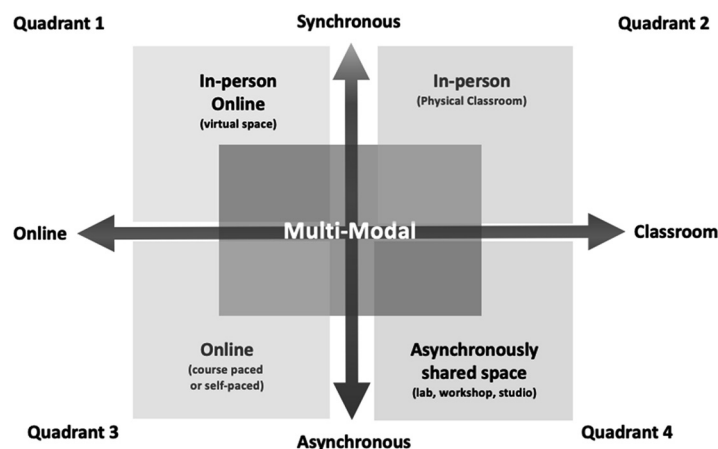 Quadrant 1
Synchronous
Quadrant 2
In-person
Online
(virtual space)
In-person
(Physical Classroom)
Online
Multi-Modal
Classroom
Online
(course paced
or self-paced)
Asynchronously
shared space
(lab, workshop, studio)
Quadrant 3
Asynchronous
Quadrant 4